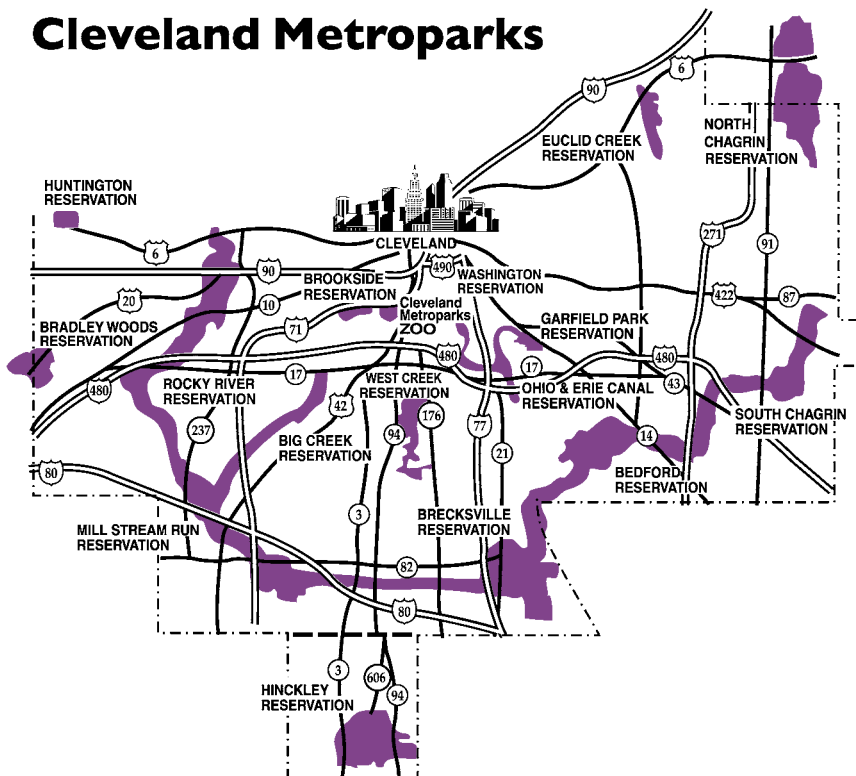 Cleveland Metroparks
6
90
EUCLID CREEK
RESERVATION
NORTH
CHAGRIN
RESERVATION
HUNTINGTON
RESERVATION
6
CLEVELAND
271
91
90
490
20
10
BROOKSIDE
RESERVATION
WASHINGTON
RESERVATION
422
87
71
Cleveland
Metroparks
ZOO
GARFIELD PARK
RESERVATION
BRADLEY WOODS
RESERVATION
480
480
17
480
17
ROCKY RIVER
RESERVATION
WEST CREEK
RESERVATION
OHIO & ERIE CANAL
RESERVATION
43
42
176
SOUTH CHAGRIN
RESERVATION
237
94
77
14
BIG CREEK
RESERVATION
21
80
BEDFORD
RESERVATION
3
BRECKSVILLE
RESERVATION
MILL STREAM RUN
RESERVATION
82
80
3
606
94
HINCKLEY
RESERVATION